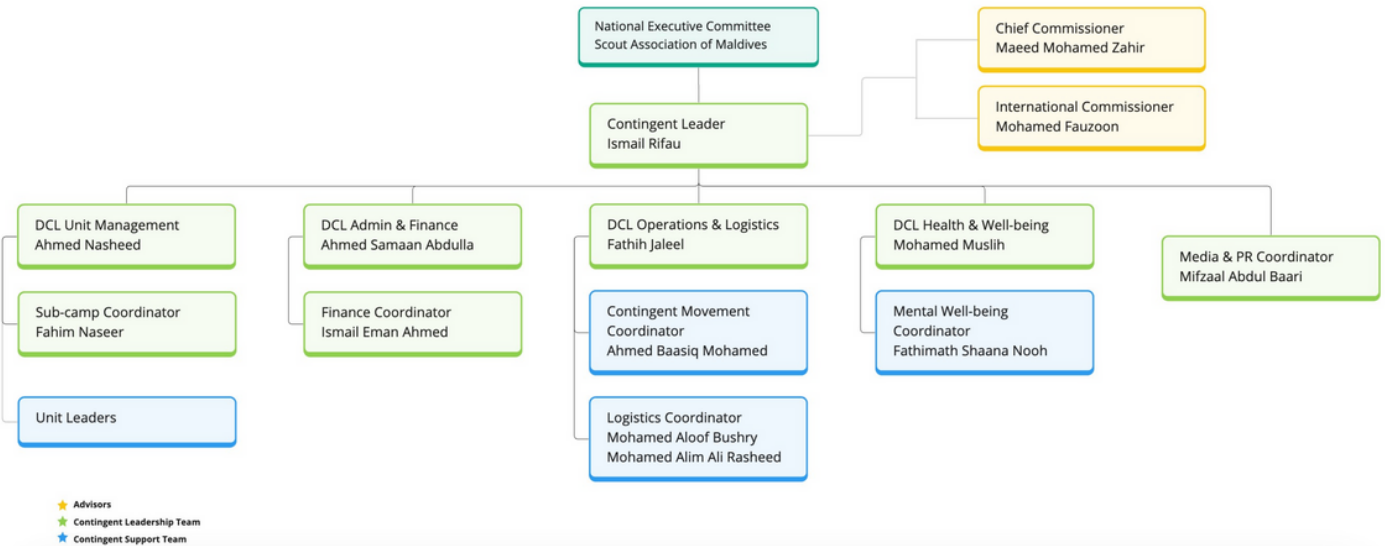 National Executive Committee
Scout Association of Maldives
Chief Commissioner
Maeed Mohamed Zahir
International Commissioner
Mohamed Fauzoon
Contingent Leader
Ismail Rifau
DCL Unit Management
Ahmed Nasheed
DCL Admin & Finance
Ahmed Samaan Abdulla
DCL Operations & Logistics
Fathih Jaleel
DCL Health & Well-being
Mohamed Muslih
Media & PR Coordinator
Mifzaal Abdul Baari
Sub-camp Coordinator
Fahim Naseer
Finance Coordinator
Ismail Eman Ahmed
Contingent Movement
Coordinator
Ahmed Baasiq Mohamed
Mental Well-being
Coordinator
Fathimath Shaana Nooh
Unit Leaders
Logistics Coordinator
Mohamed Aloof Bushry
Mohamed Alim Ali Rasheed
Advisors
Contingent Leadership Team
Contingent Support Team